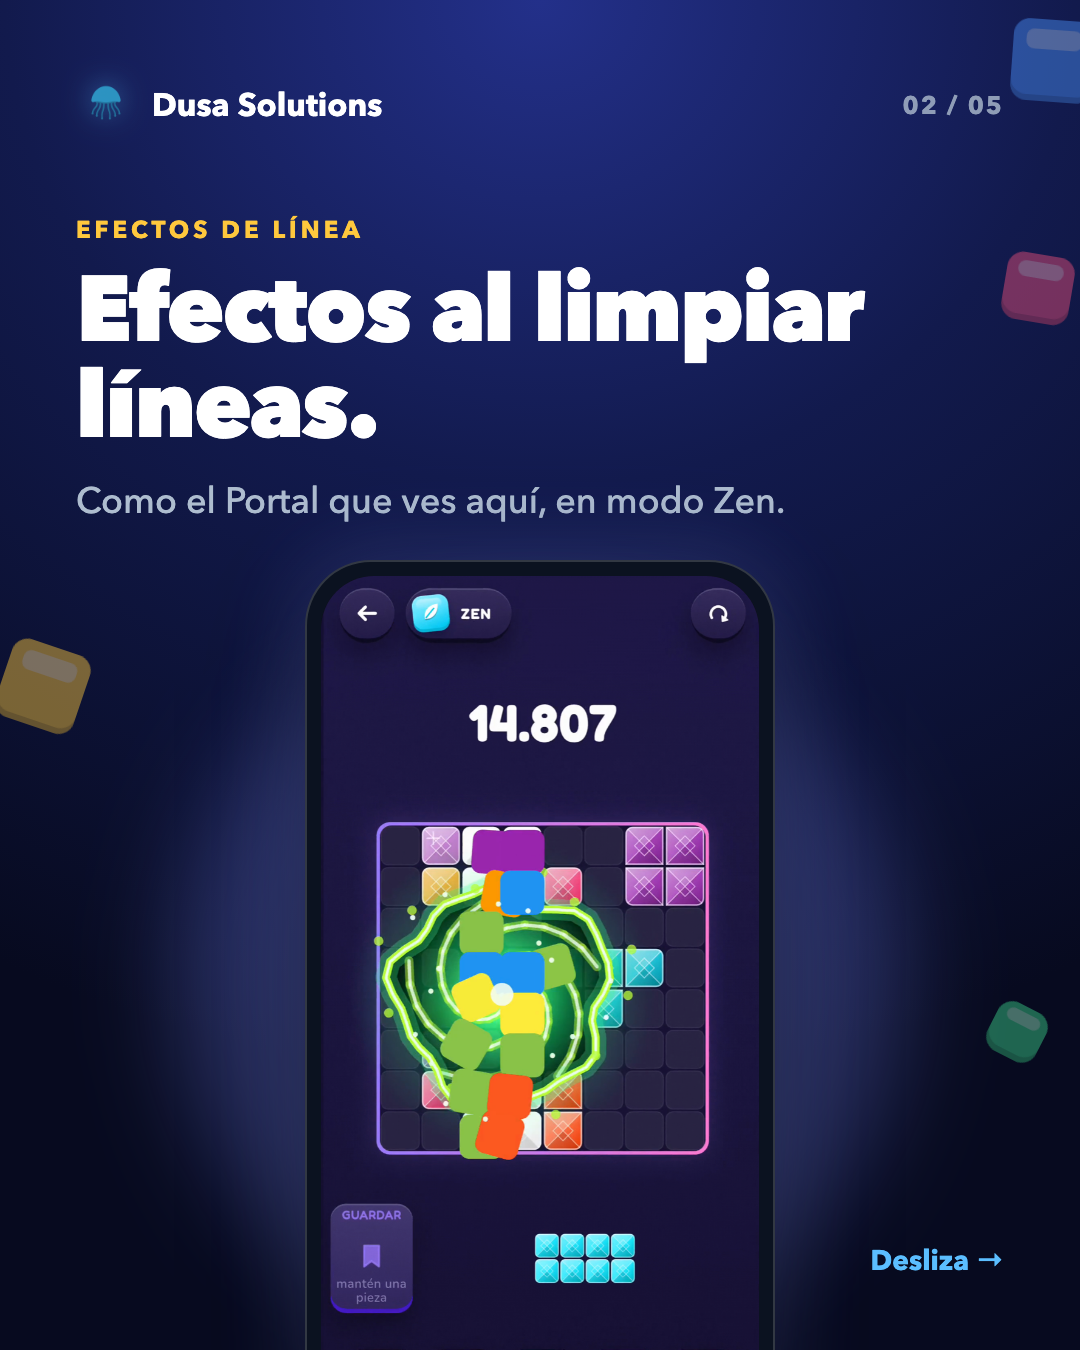 Dusa Solutions
02 / 05
EFECTOS DE LÍNEA
Efectos al limpiar
líneas.
Como el Portal que ves aquí, en modo Zen.
ZEN
14.807
GUARDAR
mantén una
pieza
Desliza →